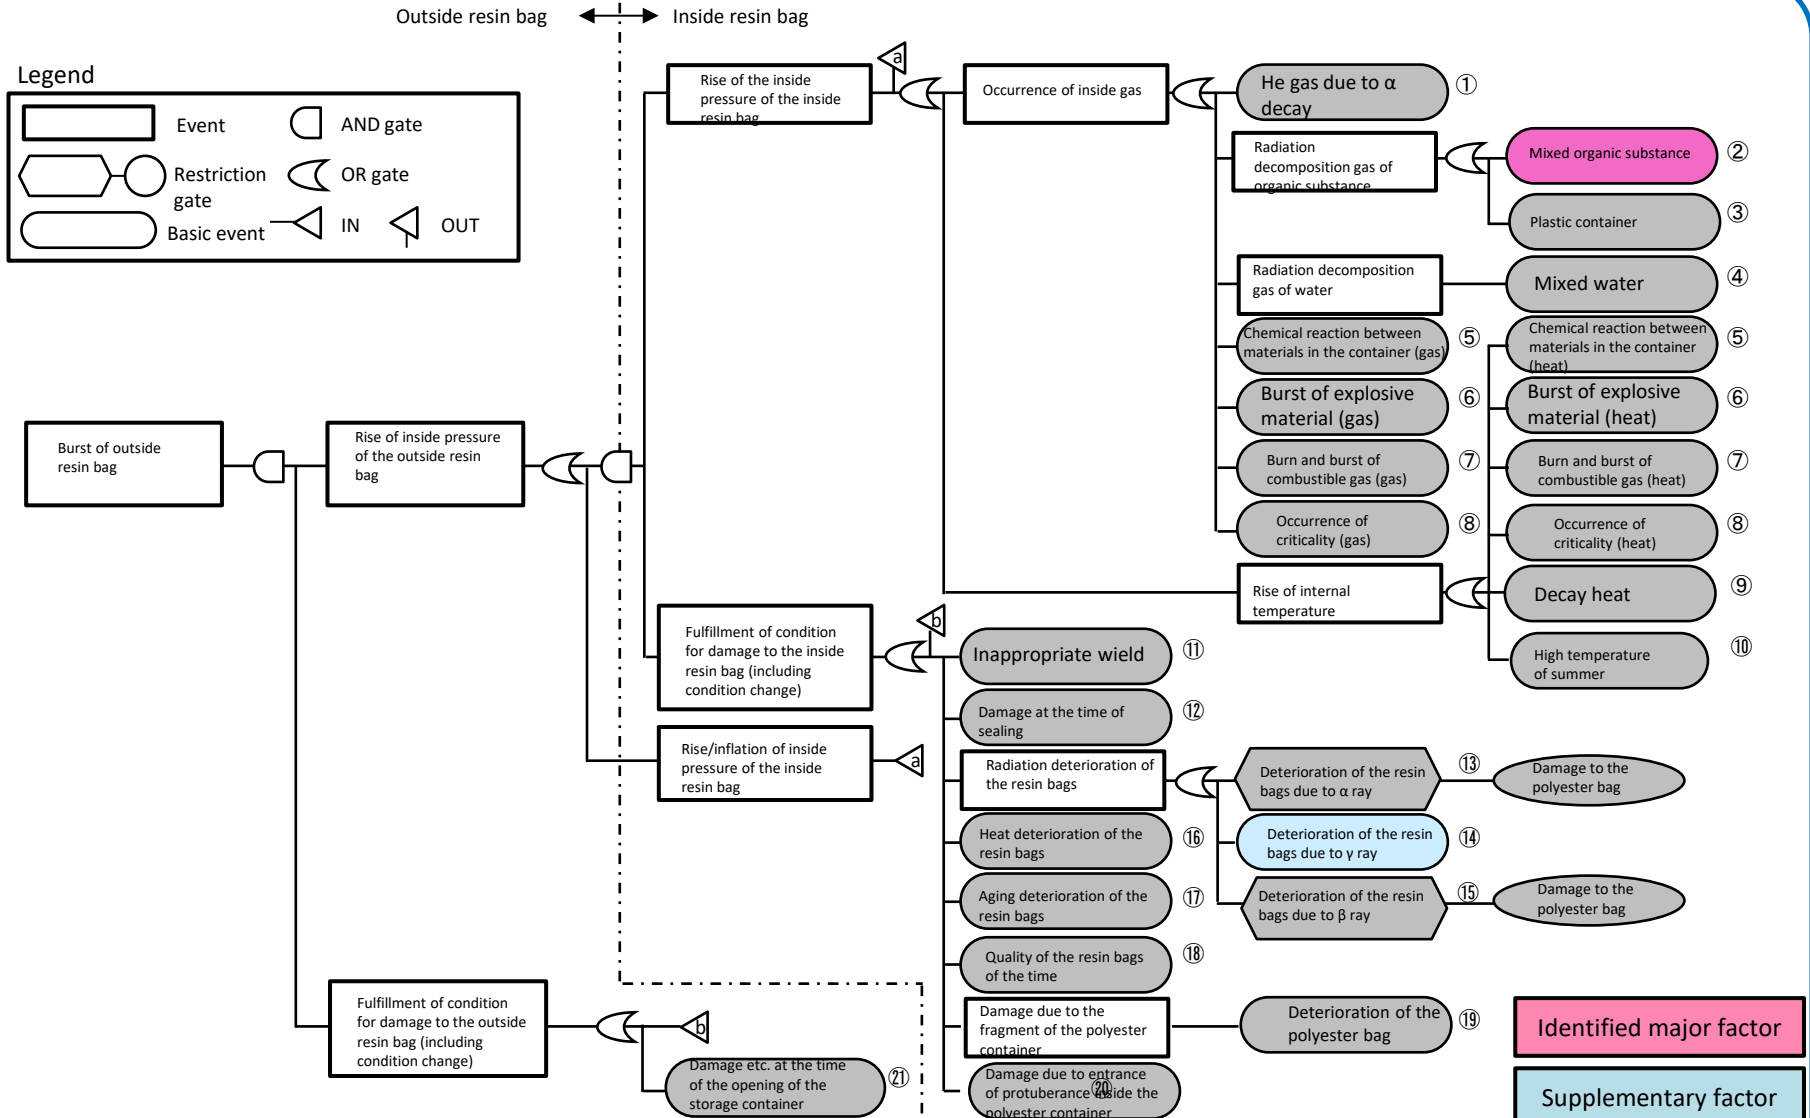 Outside resin bag
Inside resin bag
Legend
Event
AND gate
Restriction
gate
OR gate
Basic event
IN
OUT
Rise of the inside
pressure of the inside
resin bag
a
Occurrence of inside gas
He gas due to α
decay
①
Radiation
decomposition gas of
organic substance
Mixed organic substance
②
Plastic container
③
Radiation decomposition
gas of water
Mixed water
④
Chemical reaction between
materials in the container (gas)
⑤
Chemical reaction between
materials in the container
(heat)
⑤
Burst of explosive
material (gas)
⑥
Burst of explosive
material (heat)
⑥
Burn and burst of
combustible gas (gas)
⑦
Burn and burst of
combustible gas (heat)
⑦
Occurrence of
criticality (gas)
⑧
Occurrence of
criticality (heat)
⑧
Rise of internal
temperature
Decay heat
⑨
High temperature
of summer
⑩
Burst of outside
resin bag
Rise of inside pressure
of the outside resin
bag
Fulfillment of condition
for damage to the inside
resin bag (including
condition change)
b
Inappropriate wield
⑪
Damage at the time of
sealing
⑫
Rise/inflation of inside
pressure of the inside
resin bag
a
Radiation deterioration of
the resin bags
Deterioration of the resin
bags due to α ray
⑬
Damage to the
polyester bag
Heat deterioration of the
resin bags
⑯
Deterioration of the resin
bags due to γ ray
⑭
Aging deterioration of the
resin bags
⑰
Deterioration of the resin
bags due to β ray
⑮
Damage to the
polyester bag
Quality of the resin bags
of the time
⑱
Fulfillment of condition
for damage to the outside
resin bag (including
condition change)
b
Damage due to the
fragment of the polyester
container
Deterioration of the
polyester bag
⑲
Damage etc. at the time
of the opening of the
storage container
㉑
Damage due to entrance
of protuberance inside the
polyester container
⑳
Identified major factor
Supplementary factor